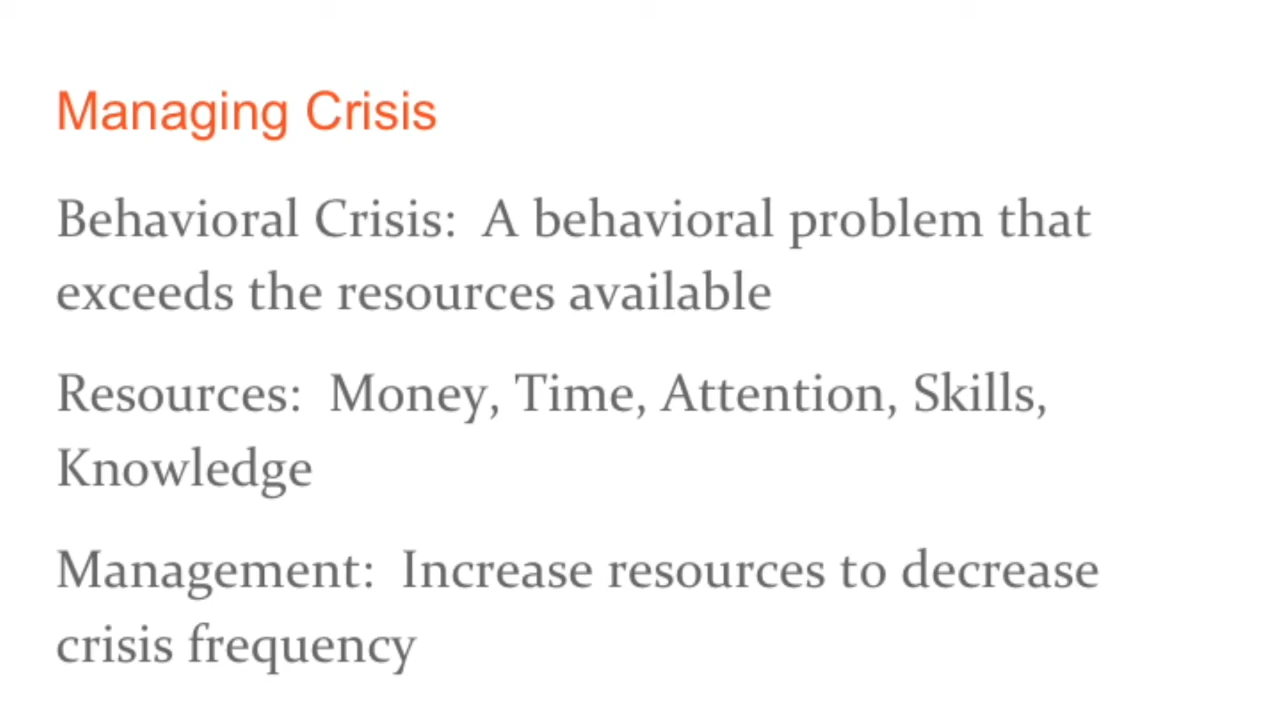 Managing Crisis
Behavioral Crisis:  A behavioral problem that
exceeds the resources available
Resources:  Money, Time, Attention, Skills,
Knowledge
Management:  Increase resources to decrease
crisis frequency